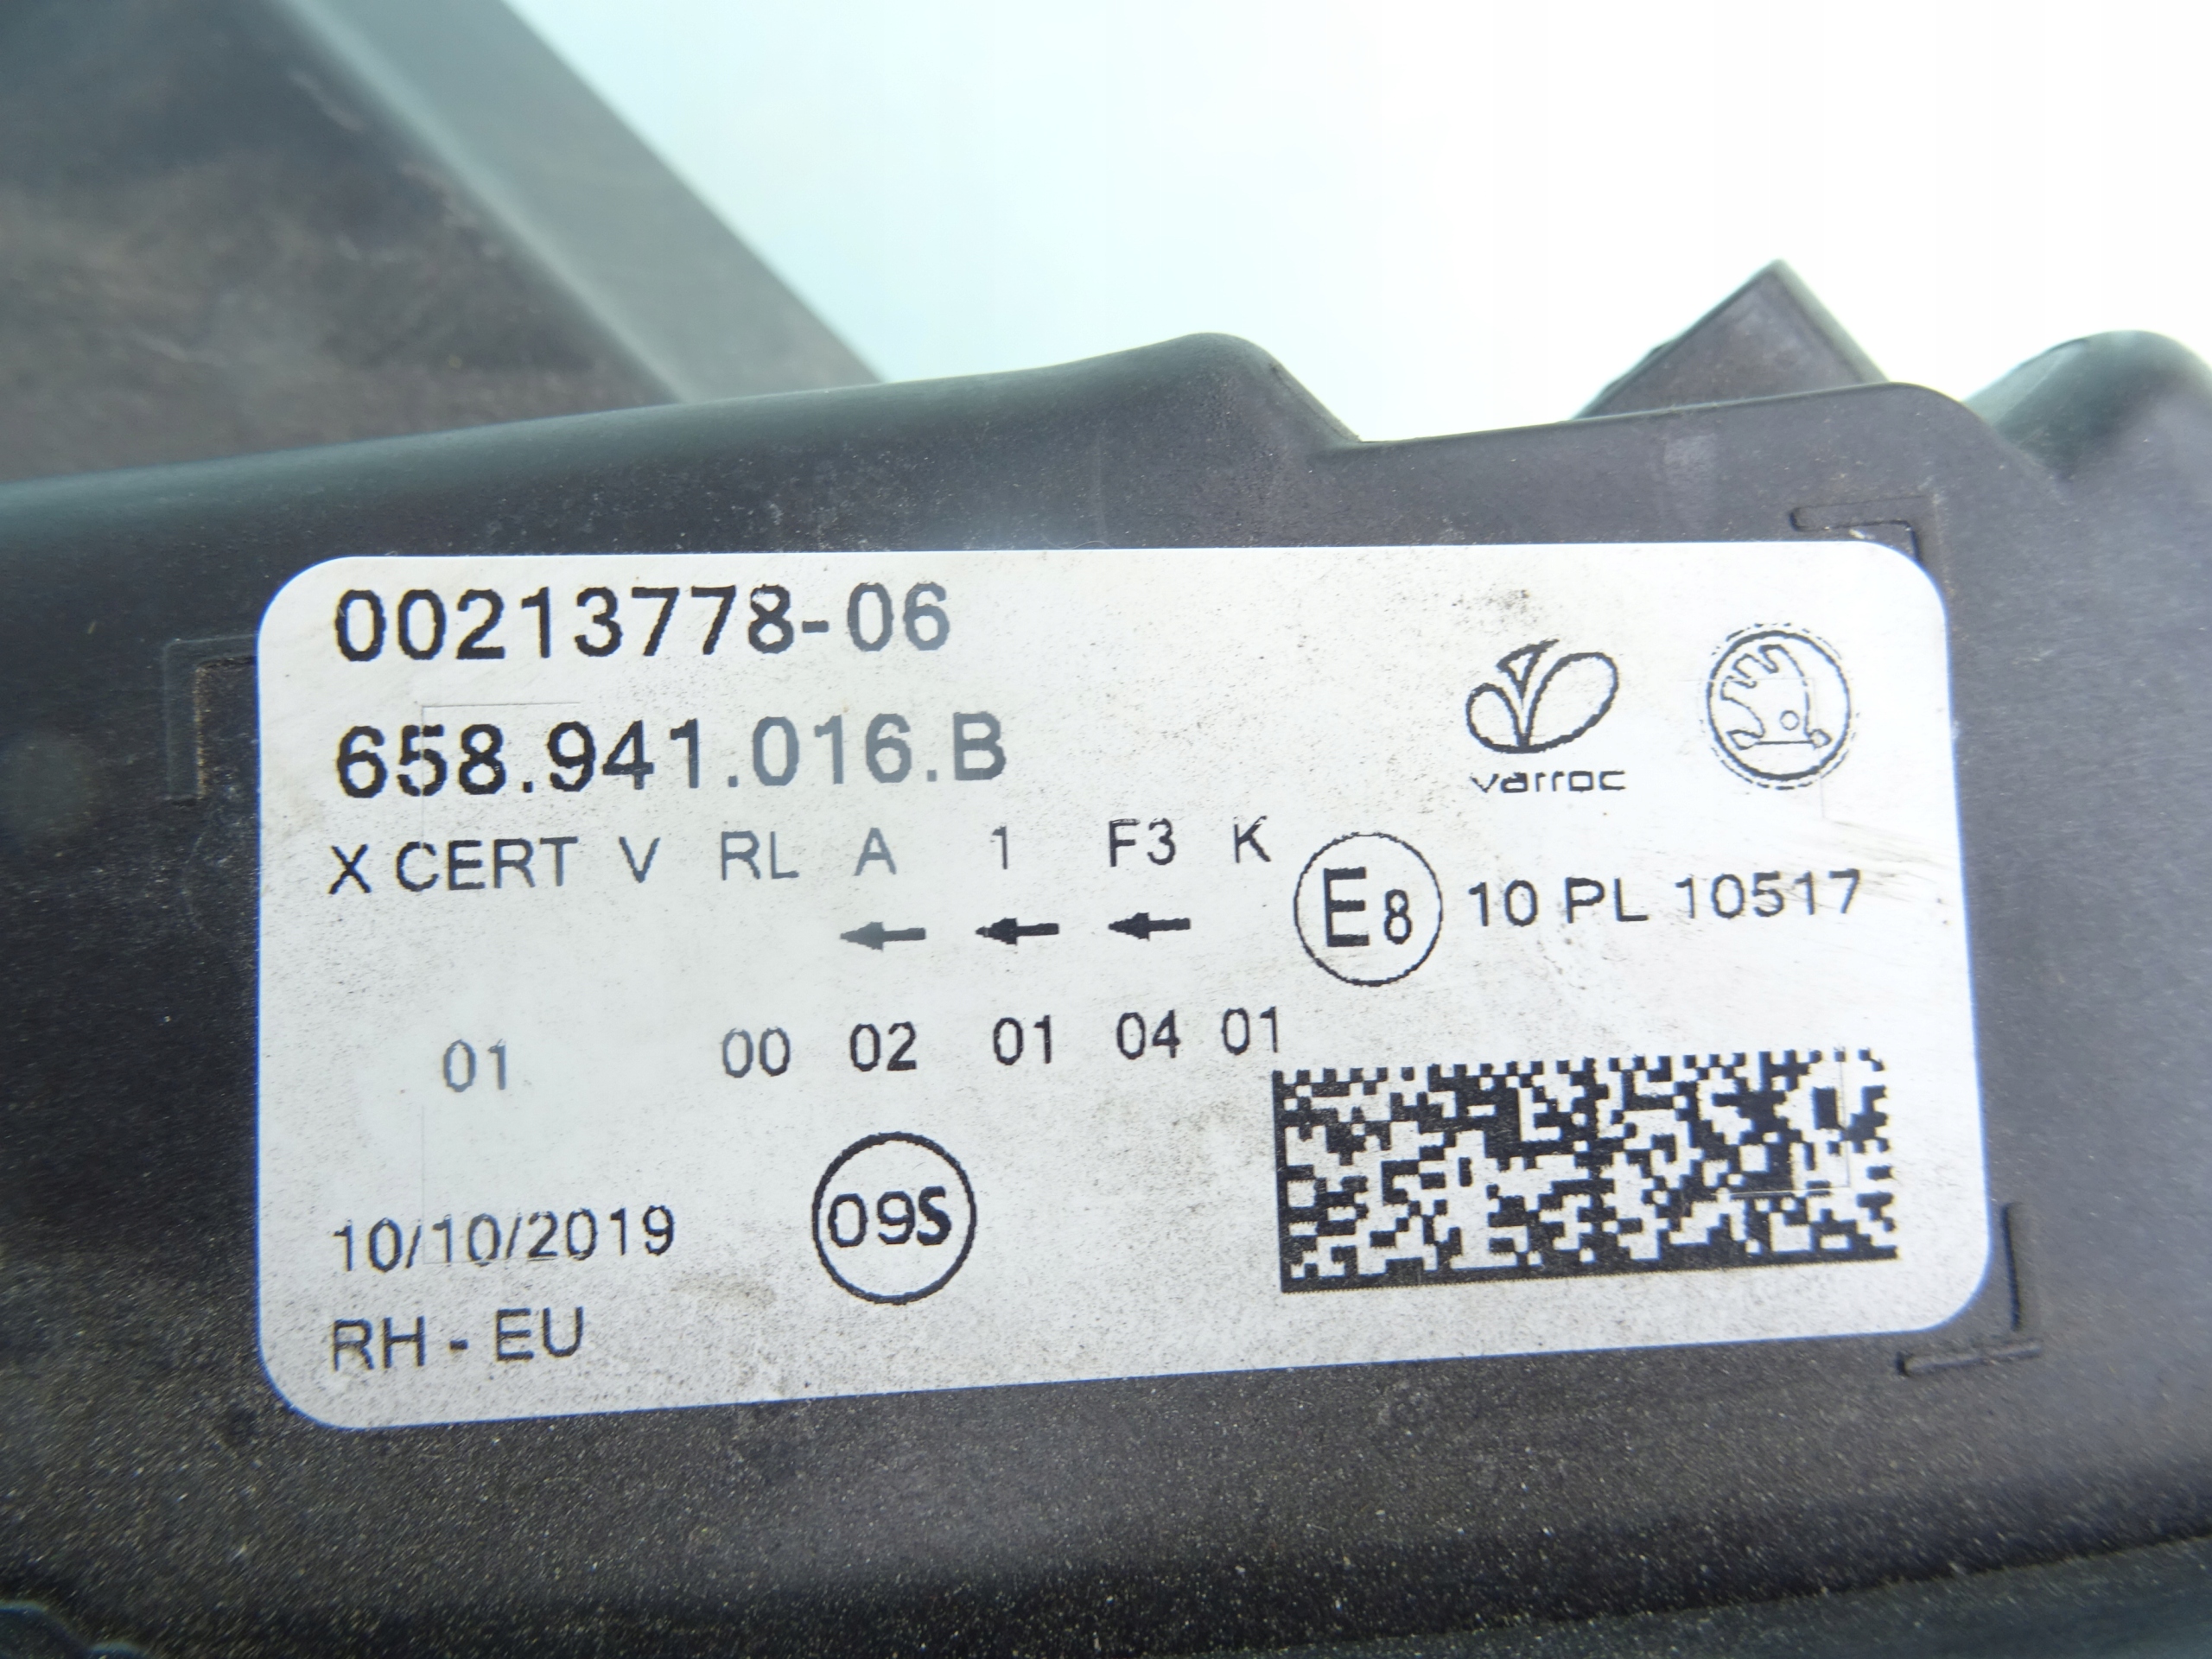 00213778-06
658.941.016.B
varroc
X CERT V RL A 1 F3 K
E8 10 PL 10517
← ← ←
01 00 02 01 04 01
10/10/2019
09S
RH - EU